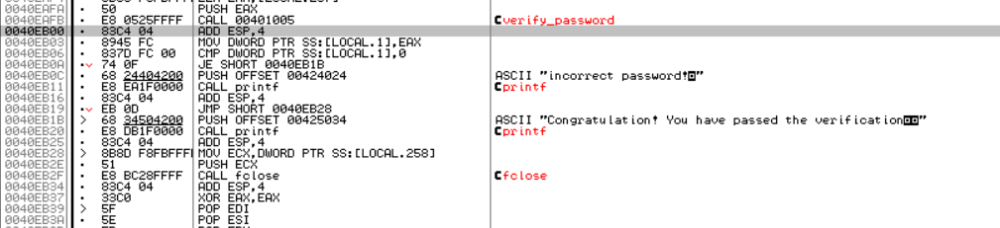 0040EAFA 50 PUSH EAX
0040EAFB E8 0525FFFF CALL 00401005 verify_password
0040EB00 83C4 04 ADD ESP,4
0040EB03 8945 FC MOV DWORD PTR SS:[LOCAL.1],EAX
0040EB06 837D FC 00 CMP DWORD PTR SS:[LOCAL.1],0
0040EB0A 74 0F JE SHORT 0040EB1B
0040EB0C 68 24404200 PUSH OFFSET 00424024 ASCII "incorrect password!"
0040EB11 E8 EA1F0000 CALL printf printf
0040EB16 83C4 04 ADD ESP,4
0040EB19 EB 0D JMP SHORT 0040EB28
0040EB1B > 68 34504200 PUSH OFFSET 00425034 ASCII "Congratulation! You have passed the verification"
0040EB20 E8 DB1F0000 CALL printf printf
0040EB25 83C4 04 ADD ESP,4
0040EB28 > 8B8D F8FBFFF MOV ECX,DWORD PTR SS:[LOCAL.258]
0040EB2E 51 PUSH ECX
0040EB2F E8 BC28FFFF CALL fclose fclose
0040EB34 83C4 04 ADD ESP,4
0040EB37 33C0 XOR EAX,EAX
0040EB39 > 5F POP EDI
0040EB3A 5E POP ESI